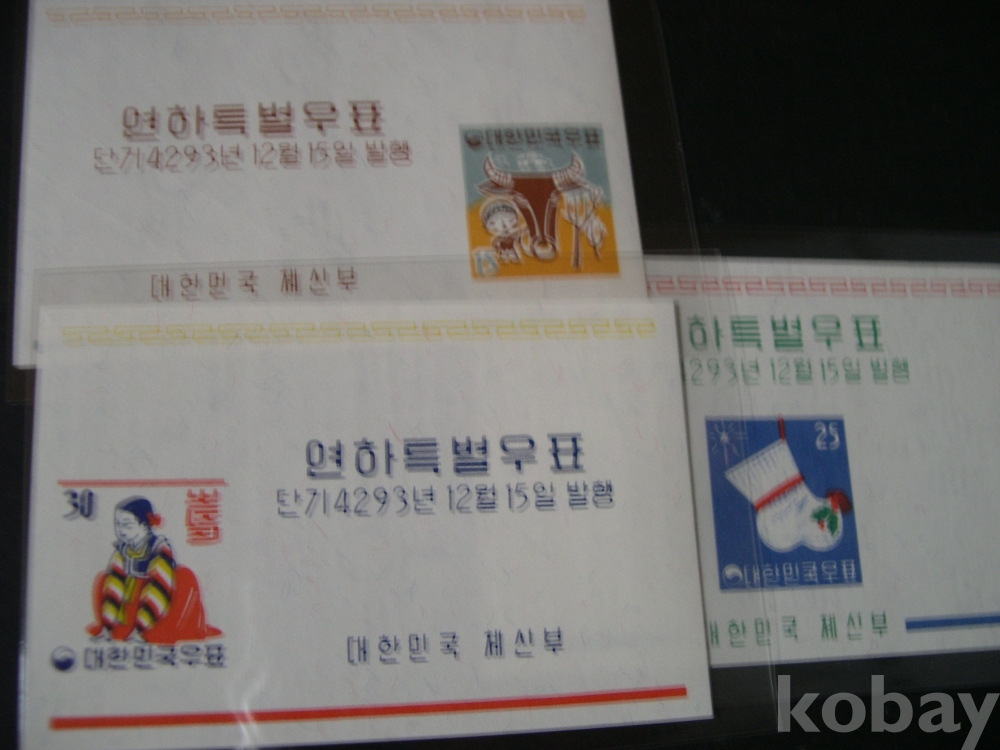 연하특별우표
단기4293년 12월 15일 발행
대한민국우표
15
대한민국 체신부
하특별우표
293년 12월 15일 발행
25
대한민국우표
대한민국 체신부
연하특별우표
단기4293년 12월 15일 발행
30
대한민국우표
대한민국 체신부
kobay